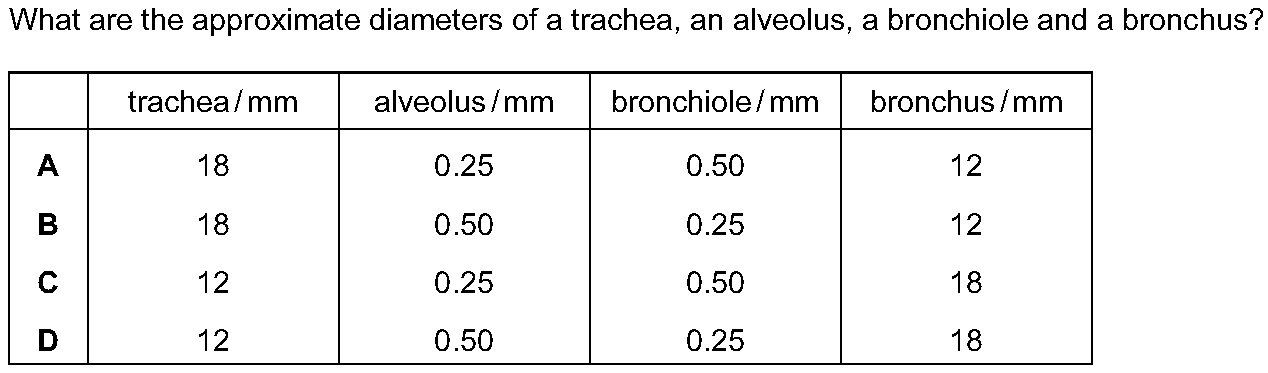 What are the approximate diameters of a trachea, an alveolus, a bronchiole and a bronchus?
trachea / mm alveolus / mm bronchiole / mm bronchus / mm
A 18 0.25 0.50 12
B 18 0.50 0.25 12
C 12 0.25 0.50 18
D 12 0.50 0.25 18